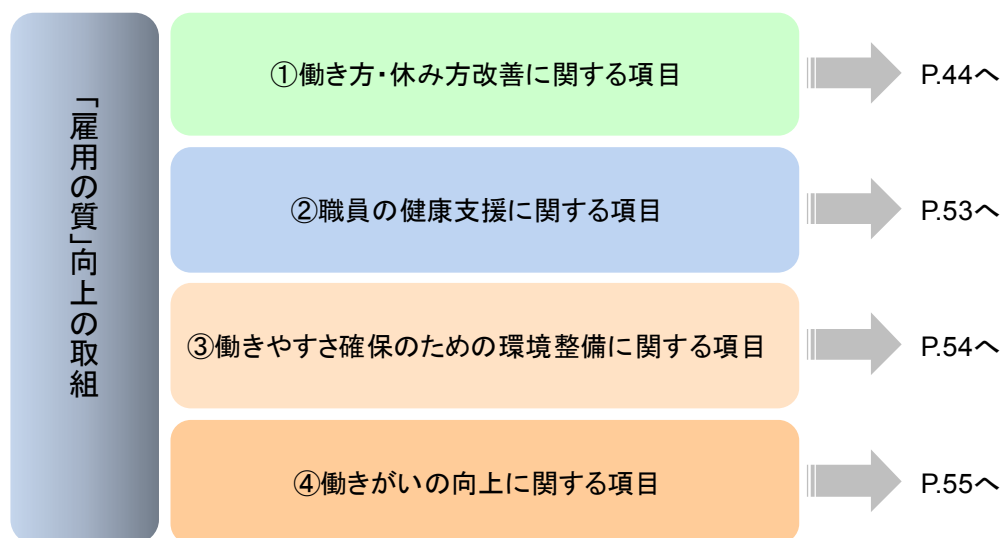 「雇用の質」向上の取組
①働き方・休み方改善に関する項目
P.44へ
②職員の健康支援に関する項目
P.53へ
③働きやすさ確保のための環境整備に関する項目
P.54へ
④働きがいの向上に関する項目
P.55へ